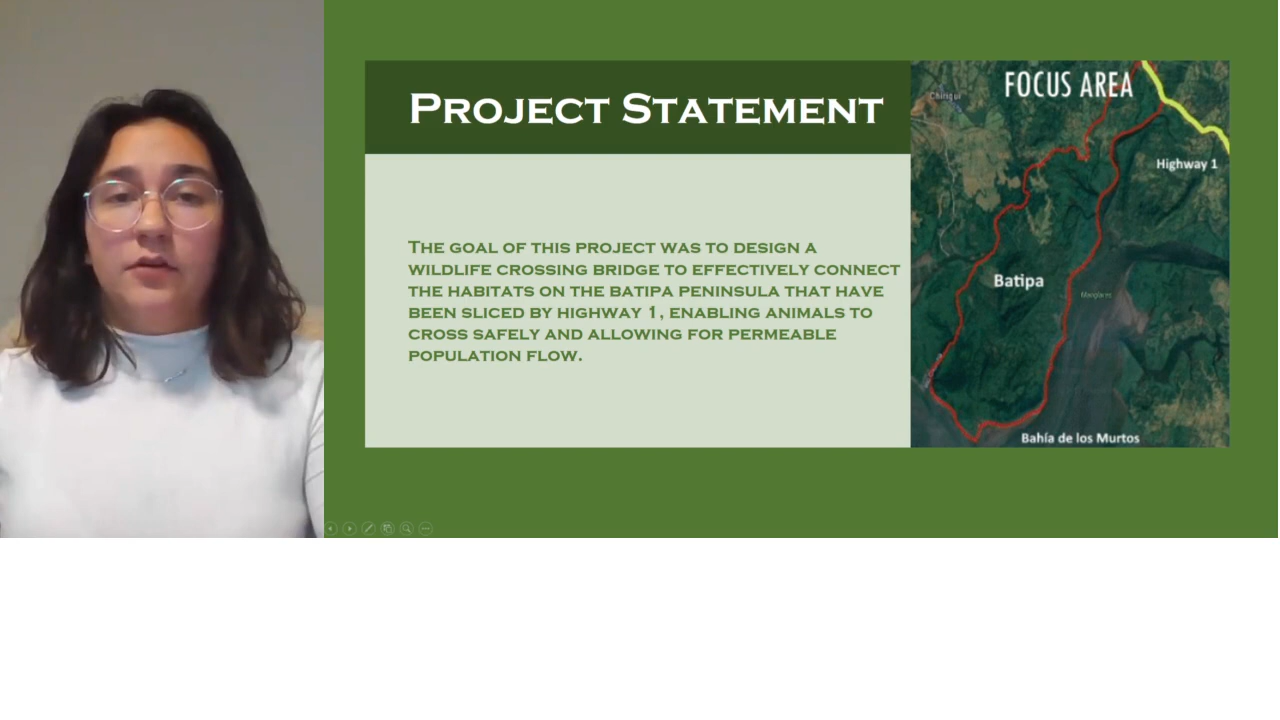 PROJECT STATEMENT
THE GOAL OF THIS PROJECT WAS TO DESIGN A
WILDLIFE CROSSING BRIDGE TO EFFECTIVELY CONNECT
THE HABITATS ON THE BATIPA PENINSULA THAT HAVE
BEEN SLICED BY HIGHWAY 1, ENABLING ANIMALS TO
CROSS SAFELY AND ALLOWING FOR PERMEABLE
POPULATION FLOW.
FOCUS AREA
Chiriquí
Highway 1
Batipa
Manglares
Bahía de los Murtos